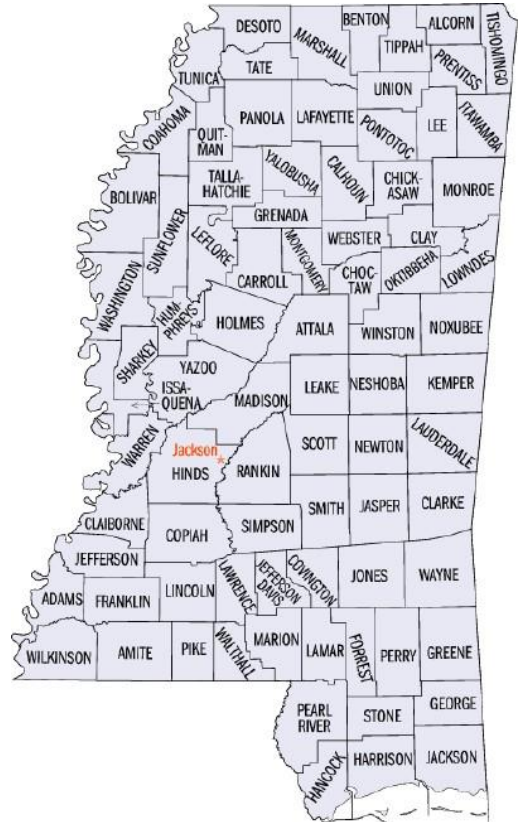 DESOTO
BENTON
ALCORN
TISHOMINGO
MARSHALL
TIPPAH
PRENTISS
TATE
TUNICA
UNION
PANOLA
LAFAYETTE
PONTOTOC
LEE
ITAWAMBA
COAHOMA
QUIT-
MAN
YALOBUSHA
CALHOUN
CHICK-
ASAW
MONROE
TALLA-
HATCHIE
BOLIVAR
SUNFLOWER
LEFLORE
GRENADA
MONTGOMERY
WEBSTER
CLAY
CHOC-
TAW
OKTIBBEHA
LOWNDES
CARROLL
WASHINGTON
HUM-
PHREYS
HOLMES
ATTALA
WINSTON
NOXUBEE
SHARKEY
YAZOO
ISSA-
QUENA
MADISON
LEAKE
NESHOBA
KEMPER
WARREN
Jackson
HINDS
RANKIN
SCOTT
NEWTON
LAUDERDALE
CLAIBORNE
COPIAH
SIMPSON
SMITH
JASPER
CLARKE
JEFFERSON
LINCOLN
LAWRENCE
JEFFERSON
DAVIS
COVINGTON
JONES
WAYNE
ADAMS
FRANKLIN
WILKINSON
AMITE
PIKE
WALTHALL
MARION
LAMAR
FORREST
PERRY
GREENE
PEARL
RIVER
STONE
GEORGE
HANCOCK
HARRISON
JACKSON